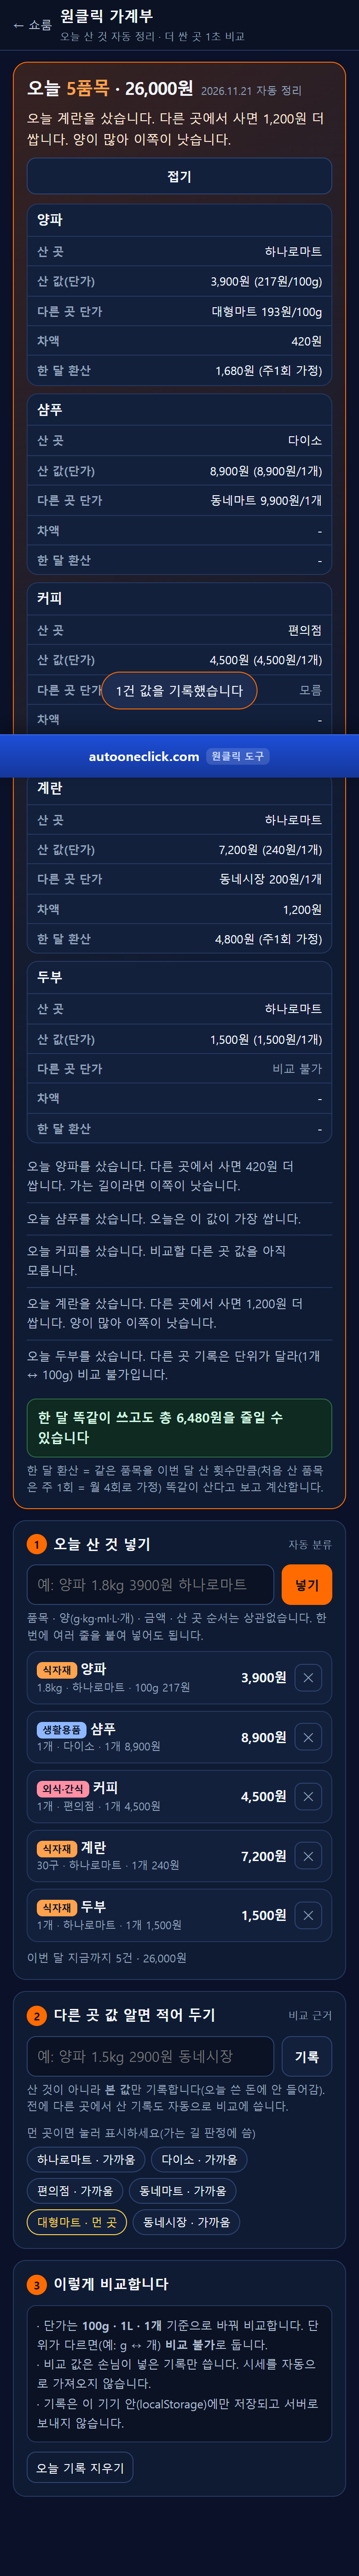 ← 쇼룸 원클릭 가계부
오늘 산 것 자동 정리 · 더 싼 곳 1초 비교
오늘 5품목 · 26,000원 2026.11.21 자동 정리
오늘 계란을 샀습니다. 다른 곳에서 사면 1,200원 더
쌉니다. 양이 많아 이쪽이 낫습니다.
접기
양파
산 곳 하나로마트
산 값(단가) 3,900원 (217원/100g)
다른 곳 단가 대형마트 193원/100g
차액 420원
한 달 환산 1,680원 (주1회 가정)
샴푸
산 곳 다이소
산 값(단가) 8,900원 (8,900원/1개)
다른 곳 단가 동네마트 9,900원/1개
차액 -
한 달 환산 -
커피
산 곳 편의점
산 값(단가) 4,500원 (4,500원/1개)
다른 곳 단가 모름
1건 값을 기록했습니다
차액 -
autooneclick.com 원클릭 도구
계란
산 곳 하나로마트
산 값(단가) 7,200원 (240원/1개)
다른 곳 단가 동네시장 200원/1개
차액 1,200원
한 달 환산 4,800원 (주1회 가정)
두부
산 곳 하나로마트
산 값(단가) 1,500원 (1,500원/1개)
다른 곳 단가 비교 불가
차액 -
한 달 환산 -
오늘 양파를 샀습니다. 다른 곳에서 사면 420원 더
쌉니다. 가는 길이라면 이쪽이 낫습니다.
오늘 샴푸를 샀습니다. 오늘은 이 값이 가장 쌉니다.
오늘 커피를 샀습니다. 비교할 다른 곳 값을 아직
모릅니다.
오늘 계란을 샀습니다. 다른 곳에서 사면 1,200원 더
쌉니다. 양이 많아 이쪽이 낫습니다.
오늘 두부를 샀습니다. 다른 곳 기록은 단위가 달라(1개
↔ 100g) 비교 불가입니다.
한 달 똑같이 쓰고도 총 6,480원을 줄일 수
있습니다
한 달 환산 = 같은 품목을 이번 달 산 횟수만큼(처음 산 품목
은 주 1회 = 월 4회로 가정) 똑같이 산다고 보고 계산합니다.
1 오늘 산 것 넣기 자동 분류
예: 양파 1.8kg 3900원 하나로마트 넣기
품목 · 양(g·kg·ml·L·개) · 금액 · 산 곳 순서는 상관없습니다. 한
번에 여러 줄을 붙여 넣어도 됩니다.
식자재 양파 3,900원 ×
1.8kg · 하나로마트 · 100g 217원
생활용품 샴푸 8,900원 ×
1개 · 다이소 · 1개 8,900원
외식·간식 커피 4,500원 ×
1개 · 편의점 · 1개 4,500원
식자재 계란 7,200원 ×
30구 · 하나로마트 · 1개 240원
식자재 두부 1,500원 ×
1개 · 하나로마트 · 1개 1,500원
이번 달 지금까지 5건 · 26,000원
2 다른 곳 값 알면 적어 두기 비교 근거
예: 양파 1.5kg 2900원 동네시장 기록
산 것이 아니라 본 값만 기록합니다(오늘 쓴 돈에 안 들어감).
전에 다른 곳에서 산 기록도 자동으로 비교에 씁니다.
먼 곳이면 눌러 표시하세요(가는 길 판정에 씀)
하나로마트 · 가까움 다이소 · 가까움
편의점 · 가까움 동네마트 · 가까움
대형마트 · 먼 곳 동네시장 · 가까움
3 이렇게 비교합니다
· 단가는 100g · 1L · 1개 기준으로 바꿔 비교합니다. 단
위가 다르면(예: g ↔ 개) 비교 불가로 둡니다.
· 비교 값은 손님이 넣은 기록만 씁니다. 시세를 자동으
로 가져오지 않습니다.
· 기록은 이 기기 안(localStorage)에만 저장되고 서버로
보내지 않습니다.
오늘 기록 지우기